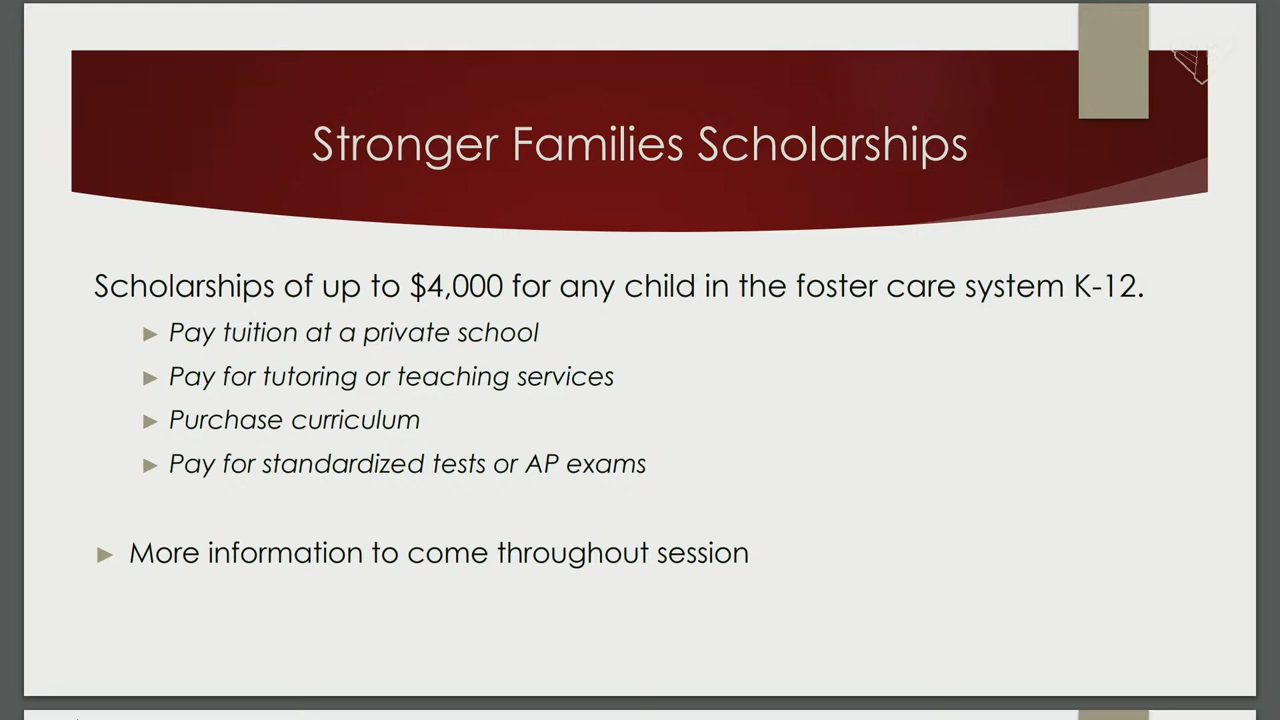 Stronger Families Scholarships
Scholarships of up to $4,000 for any child in the foster care system K-12.
Pay tuition at a private school
Pay for tutoring or teaching services
Purchase curriculum
Pay for standardized tests or AP exams
More information to come throughout session